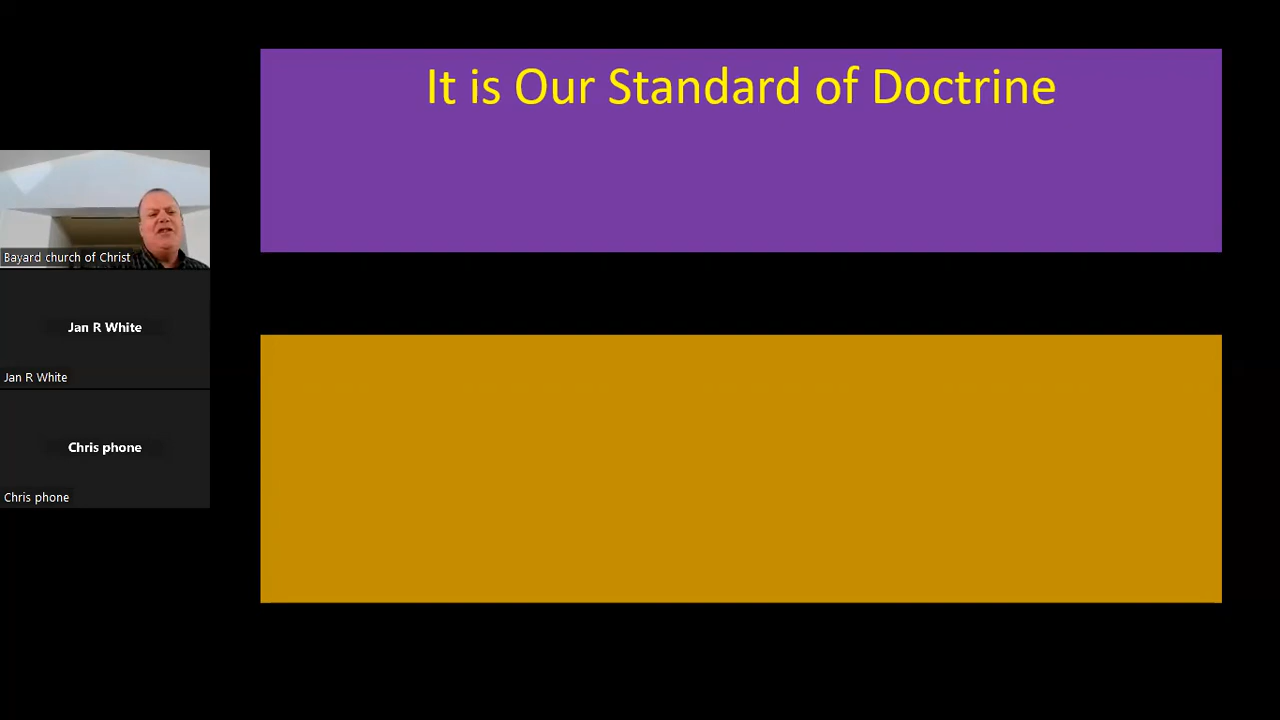 It is Our Standard of Doctrine
Bayard church of Christ
Jan R White
Jan R White
Chris phone
Chris phone